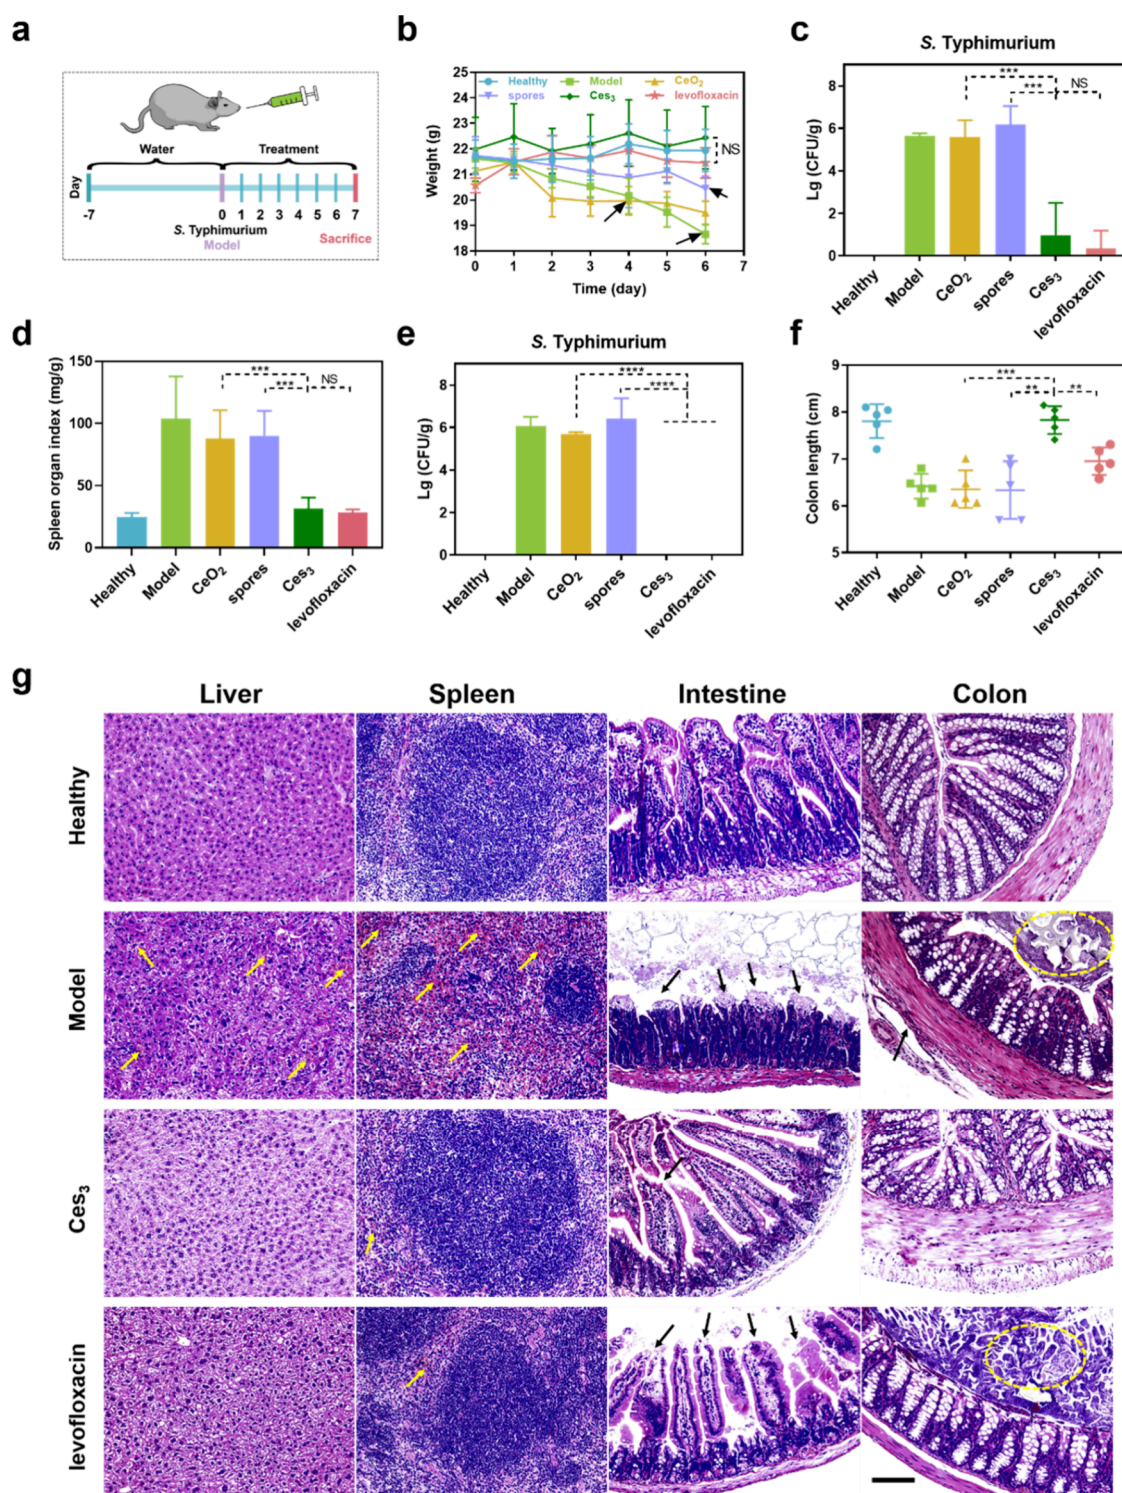 a
Water
Treatment
Day
-7
0
1
2
3
4
5
6
7
S. Typhimurium
Model
Sacrifice
b
Weight (g)
25
24
23
22
21
20
19
18
Healthy
Model
CeO2
spores
Ces3
levofloxacin
NS
0
1
2
3
4
5
6
7
Time (day)
c
S. Typhimurium
Lg (CFU/g)
8
6
4
2
0
***
***
NS
Healthy
Model
CeO2
spores
Ces3
levofloxacin
d
Spleen organ index (mg/g)
150
100
50
0
***
***
NS
Healthy
Model
CeO2
spores
Ces3
levofloxacin
e
S. Typhimurium
Lg (CFU/g)
8
6
4
2
0
****
****
Healthy
Model
CeO2
spores
Ces3
levofloxacin
f
Colon length (cm)
9
8
7
6
5
***
**
**
Healthy
Model
CeO2
spores
Ces3
levofloxacin
g
Liver
Spleen
Intestine
Colon
Healthy
Model
Ces3
levofloxacin